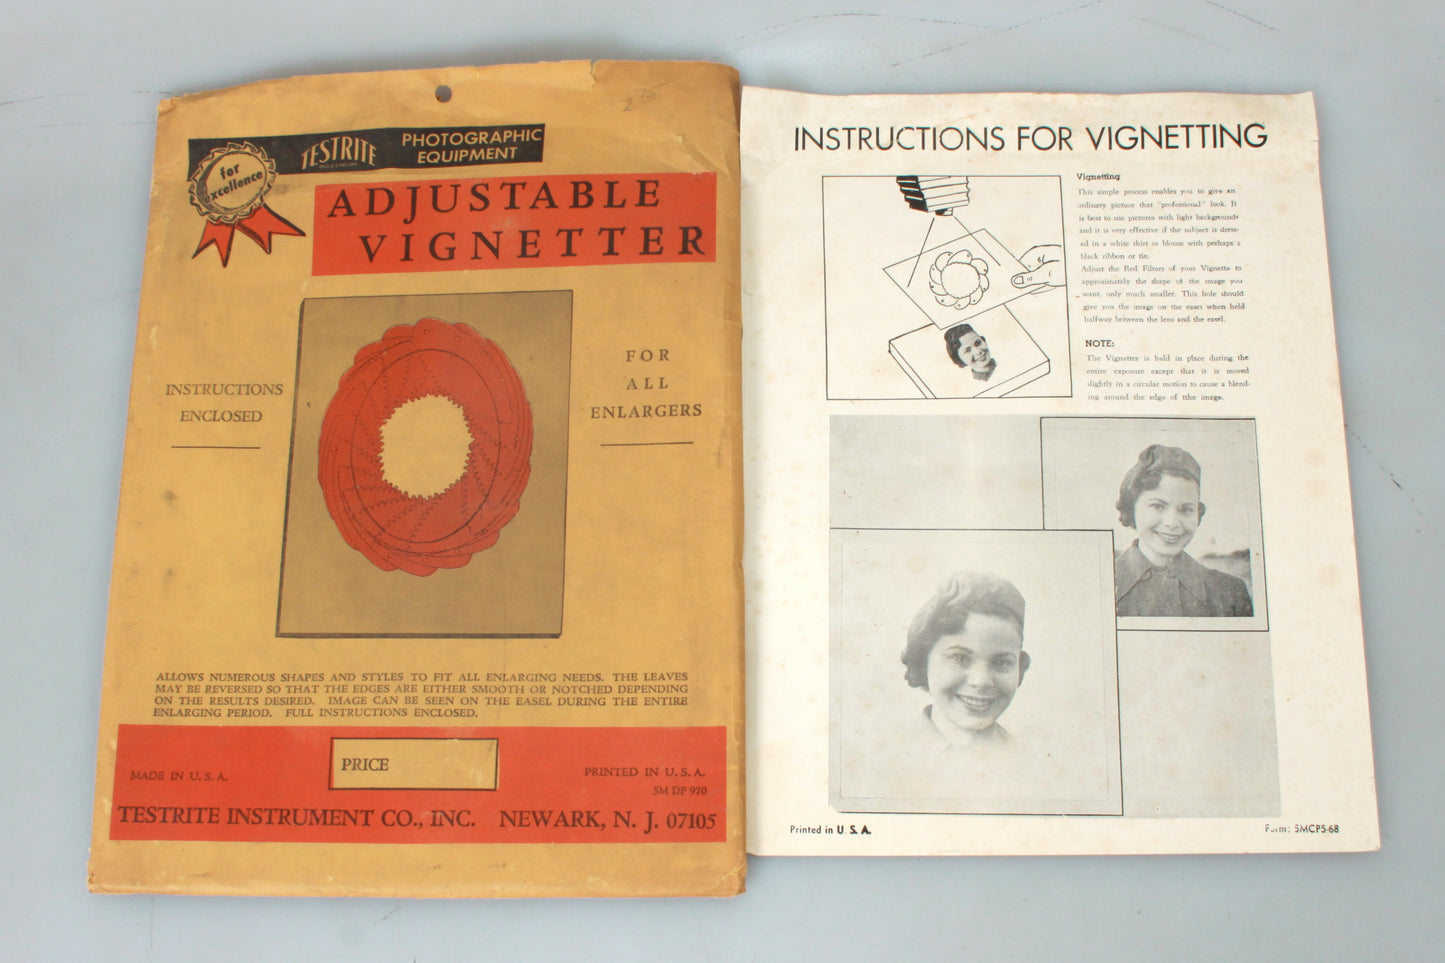 2 75
for
excellence
TESTRITE
PHOTOGRAPHIC
EQUIPMENT
ADJUSTABLE
VIGNETTER
INSTRUCTIONS
ENCLOSED
FOR
ALL
ENLARGERS
ALLOWS NUMEROUS SHAPES AND STYLES TO FIT ALL ENLARGING NEEDS. THE LEAVES
MAY BE REVERSED SO THAT THE EDGES ARE EITHER SMOOTH OR NOTCHED DEPENDING
ON THE RESULTS DESIRED. IMAGE CAN BE SEEN ON THE EASEL DURING THE ENTIRE
ENLARGING PERIOD. FULL INSTRUCTIONS ENCLOSED.
PRICE
MADE IN U.S.A.
PRINTED IN U.S.A.
5M DP 970
TESTRITE INSTRUMENT CO., INC. NEWARK, N. J. 07105
INSTRUCTIONS FOR VIGNETTING
Vignetting
This simple process enables you to give an
ordinary picture that "professional" look. It
is best to use pictures with light backgrounds
and it is very effective if the subject is dress-
ed in a white shirt or blouse with perhaps a
black ribbon or tie.
Adjust the Red Filters of your Vignette to
approximately the shape of the image you
want, only much smaller. This hole should
give you the image on the easel when held
halfway between the lens and the easel.
NOTE:
The Vignetter is held in place during the
entire exposure except that it is moved
slightly in a circular motion to cause a blend-
ing around the edge of tthe image.
Printed in U. S. A.
Form: 5MCP5-68